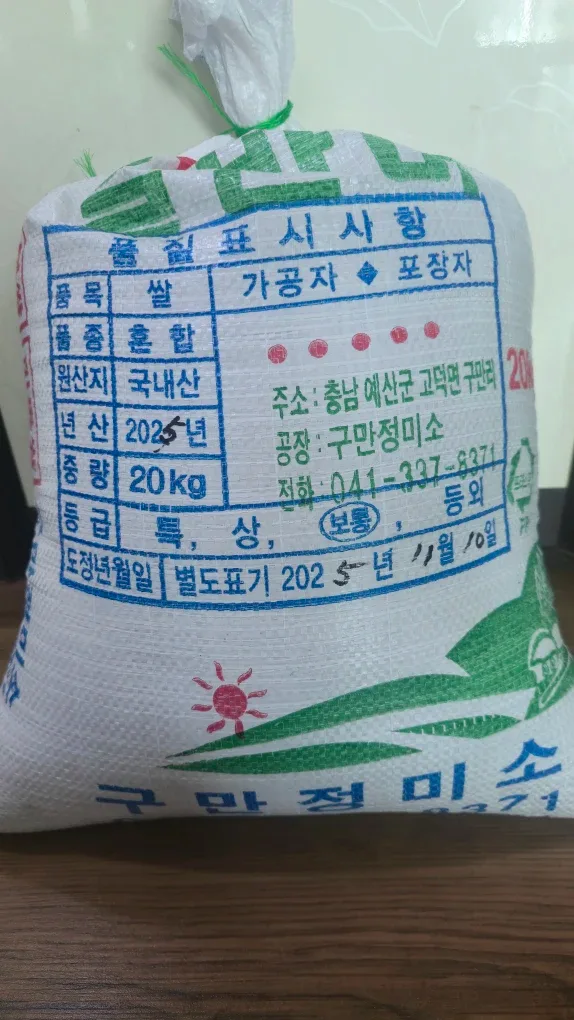 품질표시사항
품목 쌀 가공자 ◆ 포장자
품종 혼합
원산지 국내산
주소 : 충남 예산군 고덕면 구만리
년산 2025년
공장 : 구만정미소
중량 20kg
전화 : 041-337-8371
등급 특, 상, 보통, 등외
도정년월일 별도표기 2025년 11월 10일
구만정미소
8371